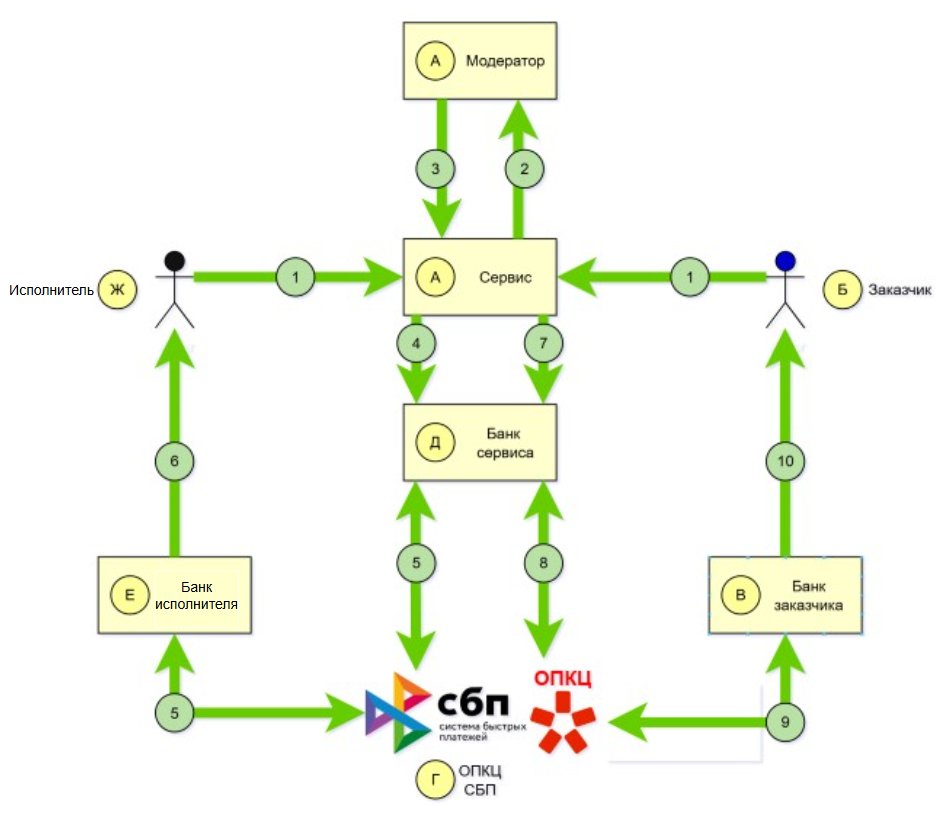 А Модератор
3
2
Исполнитель Ж
1
А Сервис
1
Б Заказчик
4
7
Д Банк
сервиса
6
10
5
8
Е Банк
исполнителя
В Банк
заказчика
ОПКЦ
5
сбп
система быстрых
платежей
9
Г ОПКЦ
СБП